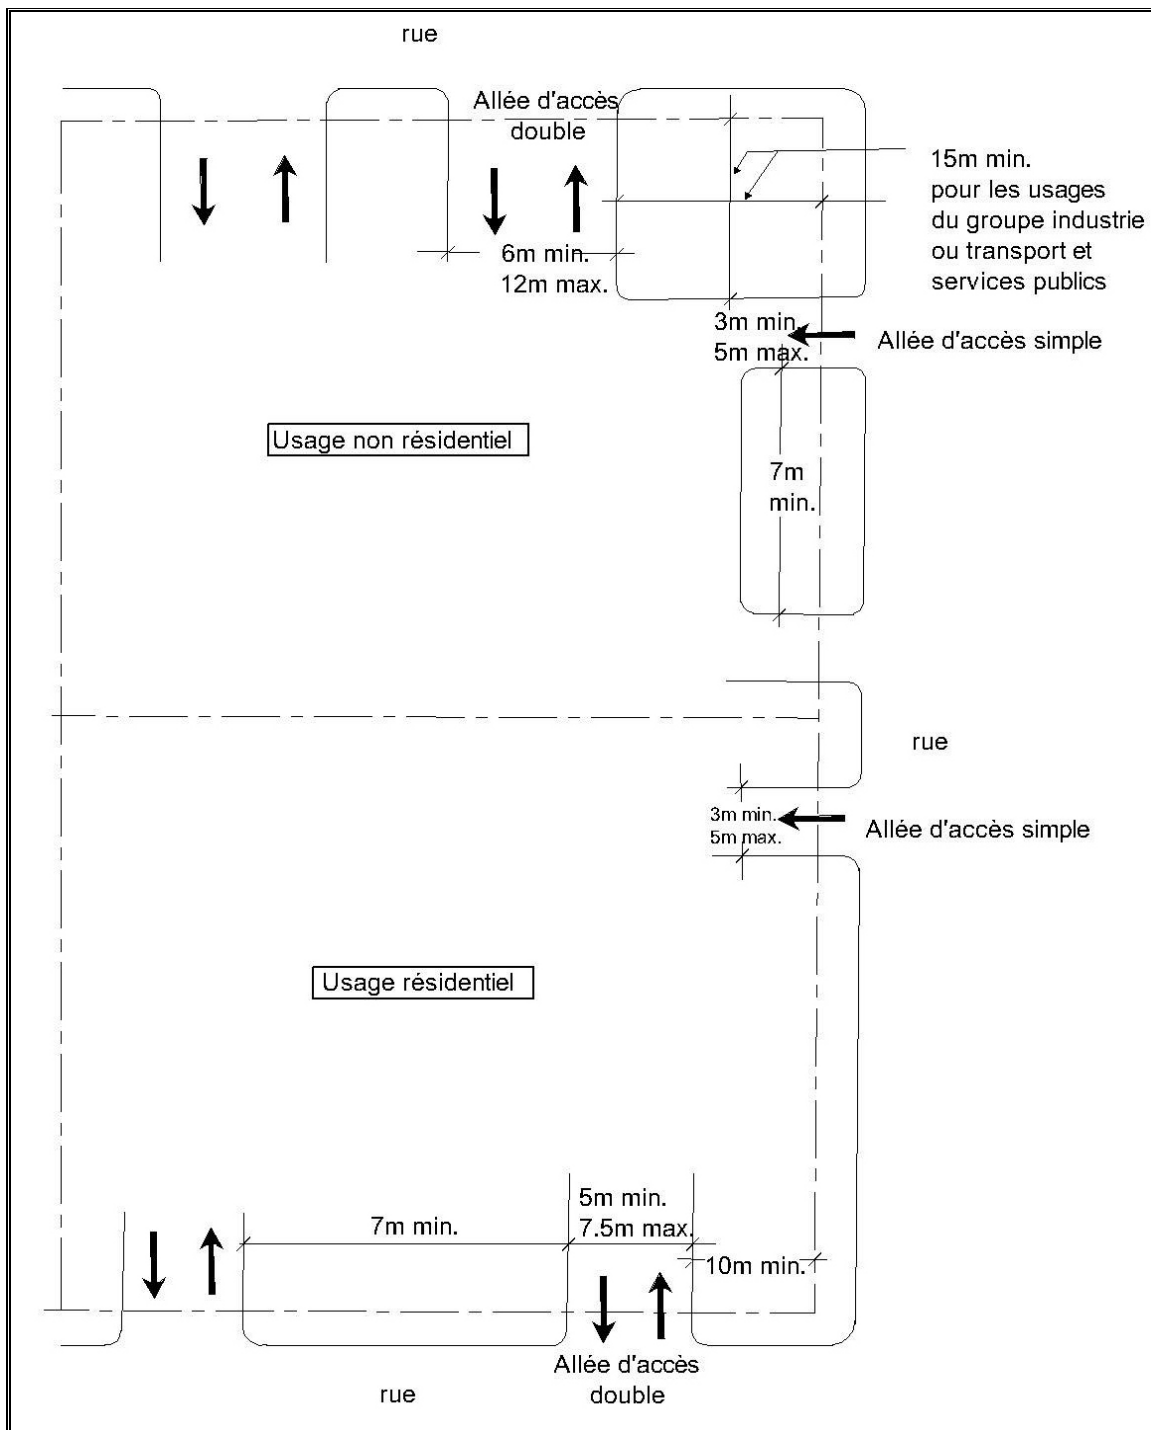 rue
Allée d'accès
double
15m min.
pour les usages
du groupe industrie
ou transport et
services publics
6m min.
12m max.
3m min.
5m max.
Allée d'accès simple
Usage non résidentiel
7m
min.
rue
3m min.
5m max.
Allée d'accès simple
Usage résidentiel
5m min.
7.5m max.
7m min.
10m min.
Allée d'accès
double
rue